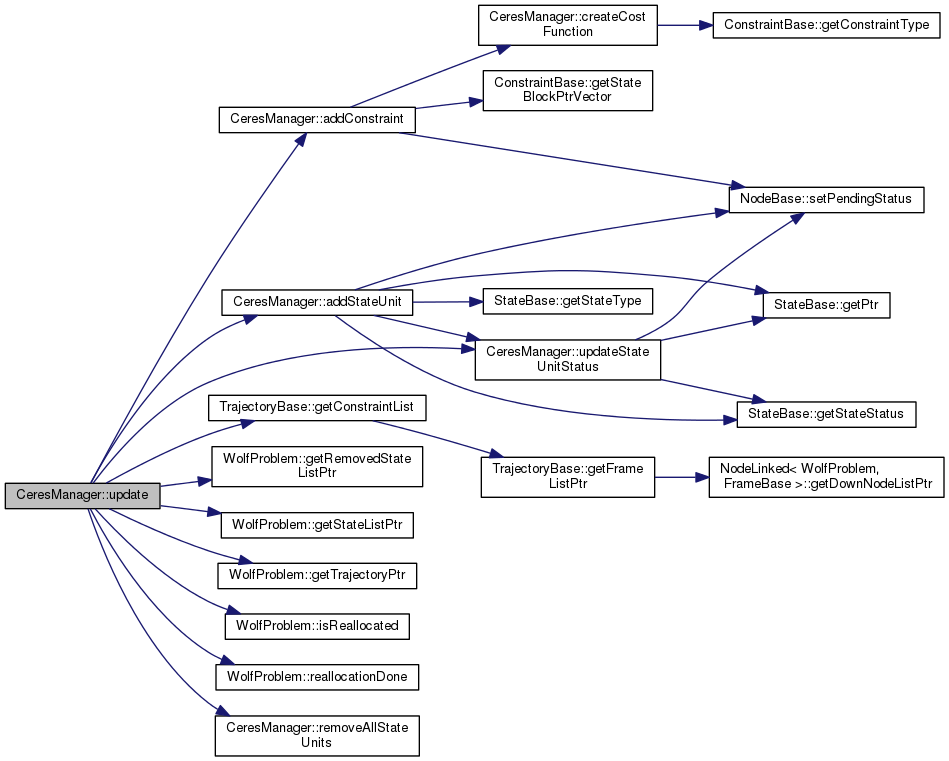 CeresManager::createCost
Function
ConstraintBase::getConstraintType
ConstraintBase::getState
BlockPtrVector
CeresManager::addConstraint
NodeBase::setPendingStatus
CeresManager::addStateUnit
StateBase::getStateType
StateBase::getPtr
CeresManager::updateState
UnitStatus
TrajectoryBase::getConstraintList
StateBase::getStateStatus
WolfProblem::getRemovedState
ListPtr
TrajectoryBase::getFrame
ListPtr
NodeLinked< WolfProblem,
FrameBase >::getDownNodeListPtr
CeresManager::update
WolfProblem::getStateListPtr
WolfProblem::getTrajectoryPtr
WolfProblem::isReallocated
WolfProblem::reallocationDone
CeresManager::removeAllState
Units